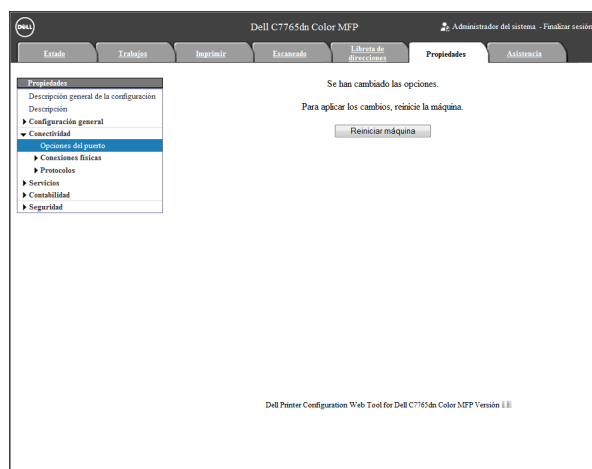 DELL
Dell C7765dn Color MFP
Administrador del sistema - Finalizar sesión
Estado
Trabajos
Imprimir
Escaneado
Libreta de
direcciones
Propiedades
Asistencia
Propiedades
Descripción general de la configuración
Descripción
Configuración general
Conectividad
Opciones del puerto
Conexiones físicas
Protocolos
Servicios
Contabilidad
Seguridad
Se han cambiado las opciones.
Para aplicar los cambios, reinicie la máquina.
Reiniciar máquina
Dell Printer Configuration Web Tool for Dell C7765dn Color MFP Versión